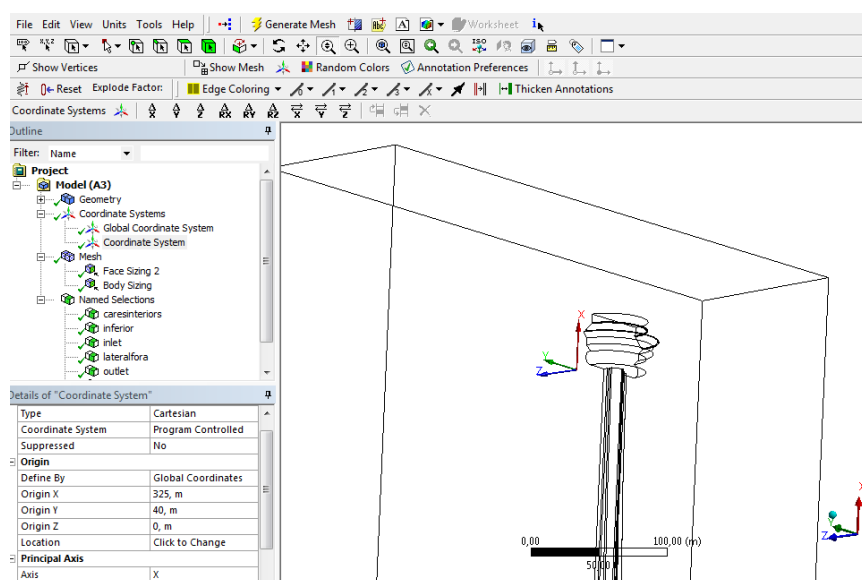 File Edit View Units Tools Help Generate Mesh A Worksheet i
x,y,z ISO
Show Vertices Show Mesh Random Colors Annotation Preferences
Reset Explode Factor: Edge Coloring Thicken Annotations
Coordinate Systems X Y Z RX RY RZ X Y Z
Outline
Filter: Name
Project
Model (A3)
Geometry
Coordinate Systems
Global Coordinate System
Coordinate System
Mesh
Face Sizing 2
Body Sizing
Named Selections
caresinteriors
inferior
inlet
lateralfora
outlet
Details of "Coordinate System"
Type Cartesian
Coordinate System Program Controlled
Suppressed No
Origin
Define By Global Coordinates
Origin X 325, m
Origin Y 40, m
Origin Z 0, m
Location Click to Change
Principal Axis
Axis X
X
Y
Z
X
Y
Z
0,00 100,00 (m)
50,00